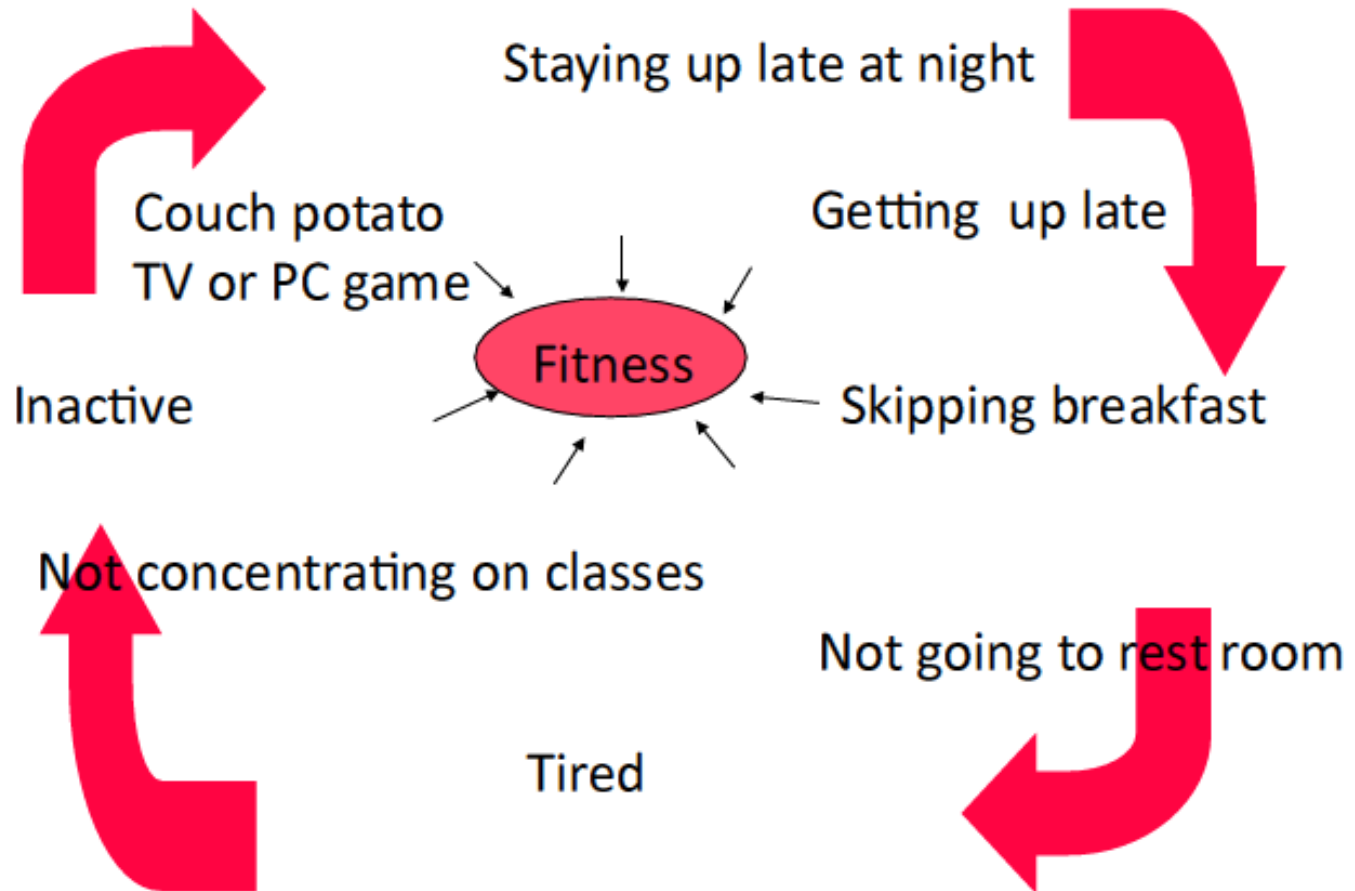 Staying up late at night
Couch potato
TV or PC game
Getting up late
Fitness
Inactive
Skipping breakfast
Not concentrating on classes
Not going to rest room
Tired